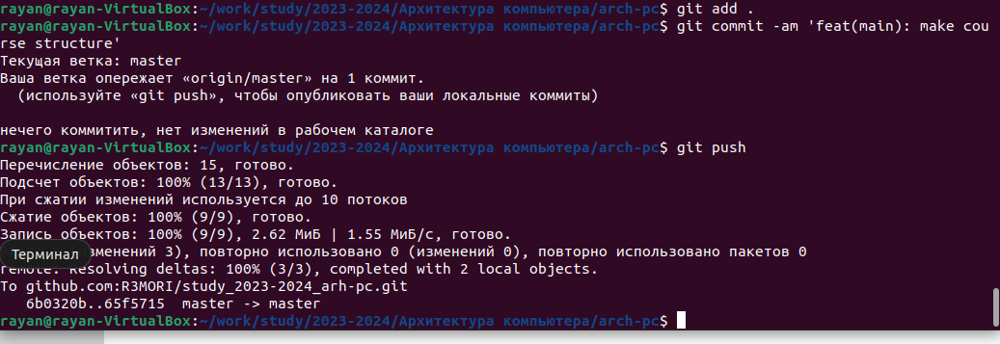 rayan@rayan-VirtualBox:~/work/study/2023-2024/Архитектура компьютера/arch-pc$ git add .
rayan@rayan-VirtualBox:~/work/study/2023-2024/Архитектура компьютера/arch-pc$ git commit -am 'feat(main): make cou
rse structure'
Текущая ветка: master
Ваша ветка опережает «origin/master» на 1 коммит.
  (используйте «git push», чтобы опубликовать ваши локальные коммиты)

нечего коммитить, нет изменений в рабочем каталоге
rayan@rayan-VirtualBox:~/work/study/2023-2024/Архитектура компьютера/arch-pc$ git push
Перечисление объектов: 15, готово.
Подсчет объектов: 100% (13/13), готово.
При сжатии изменений используется до 10 потоков
Сжатие объектов: 100% (9/9), готово.
Запись объектов: 100% (9/9), 2.62 МиБ | 1.55 МиБ/с, готово.
зменений 3), повторно использовано 0 (изменений 0), повторно использовано пакетов 0
Терминал
remote: Resolving deltas: 100% (3/3), completed with 2 local objects.
To github.com:R3MORI/study_2023-2024_arh-pc.git
   6b0320b..65f5715  master -> master
rayan@rayan-VirtualBox:~/work/study/2023-2024/Архитектура компьютера/arch-pc$